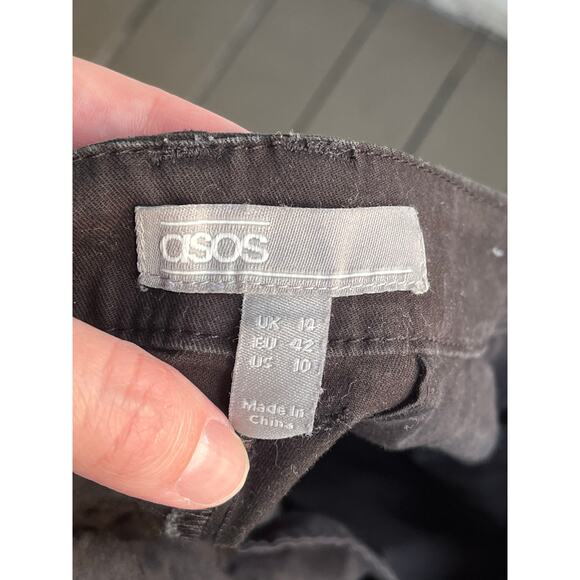 asos
UK 14
EU 42
US 10
Made In
China